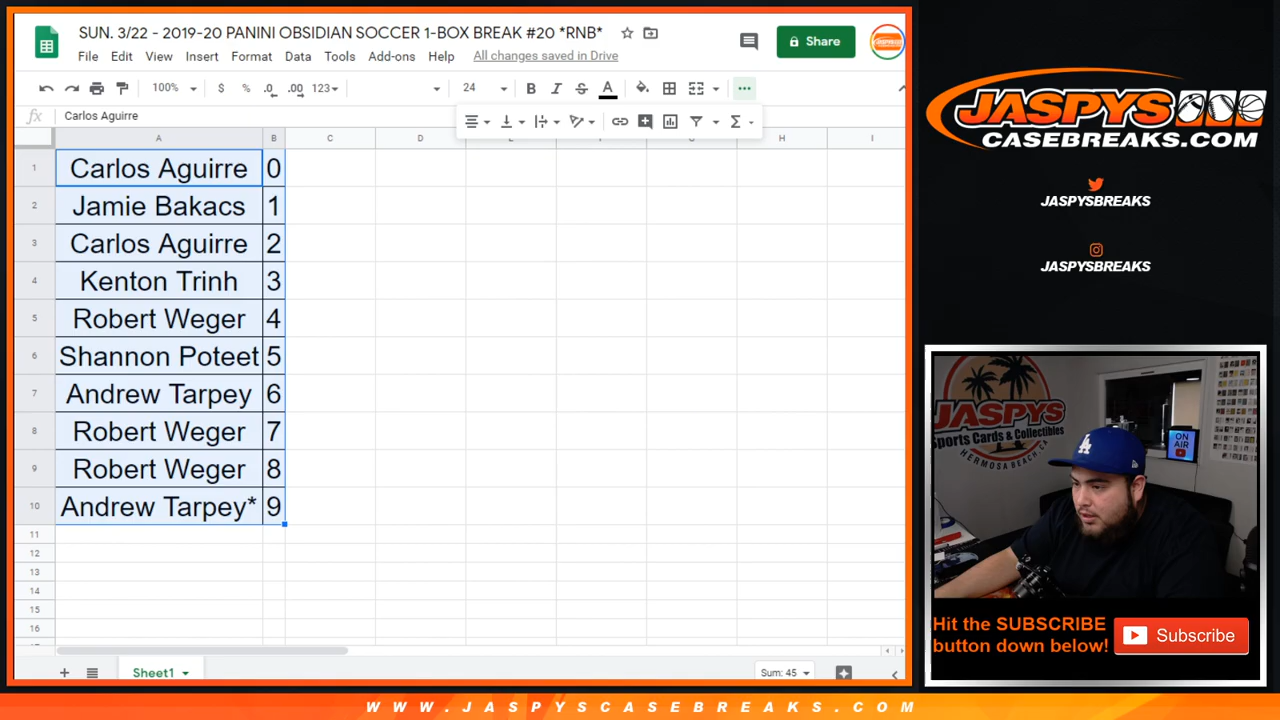 SUN. 3/22 - 2019-20 PANINI OBSIDIAN SOCCER 1-BOX BREAK #20 *RNB*
File Edit View Insert Format Data Tools Add-ons Help All changes saved in Drive
Share
100% $ % .0 .00 123 24 B I S A
fx Carlos Aguirre
A B C D H I
1 Carlos Aguirre 0
2 Jamie Bakacs 1
3 Carlos Aguirre 2
4 Kenton Trinh 3
5 Robert Weger 4
6 Shannon Poteet 5
7 Andrew Tarpey 6
8 Robert Weger 7
9 Robert Weger 8
10 Andrew Tarpey* 9
11
12
13
14
15
16
Sheet1
Sum: 45
JASPYS
CASEBREAKS.COM
JASPYSBREAKS
JASPYSBREAKS
JASPYS
Sports Cards & Collectibles
HERMOSA BEACH, CA
LA
ON
AIR
Hit the SUBSCRIBE
button down below!
Subscribe
WWW.JASPYSCASEBREAKS.COM